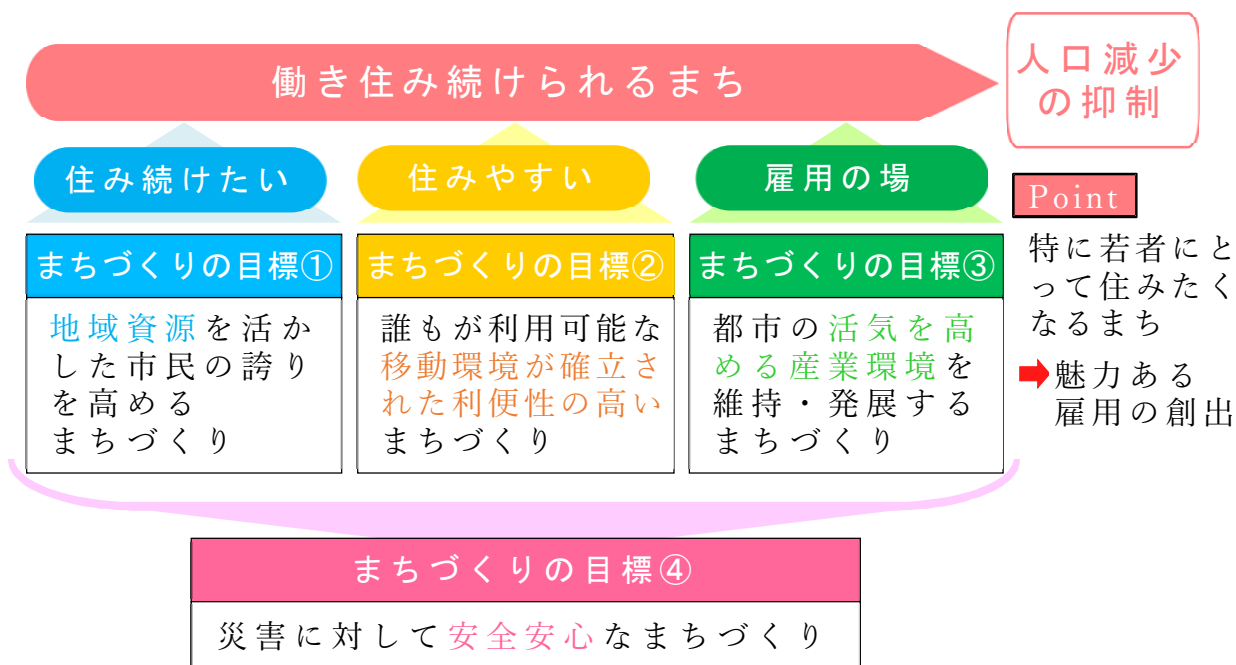 働き住み続けられるまち
人口減少
の抑制
住み続けたい
住みやすい
雇用の場
Point
特に若者にと
って住みたく
なるまち
➡魅力ある
雇用の創出
まちづくりの目標①
地域資源を活か
した市民の誇り
を高める
まちづくり
まちづくりの目標②
誰もが利用可能な
移動環境が確立さ
れた利便性の高い
まちづくり
まちづくりの目標③
都市の活気を高
める産業環境を
維持・発展する
まちづくり
まちづくりの目標④
災害に対して安全安心なまちづくり